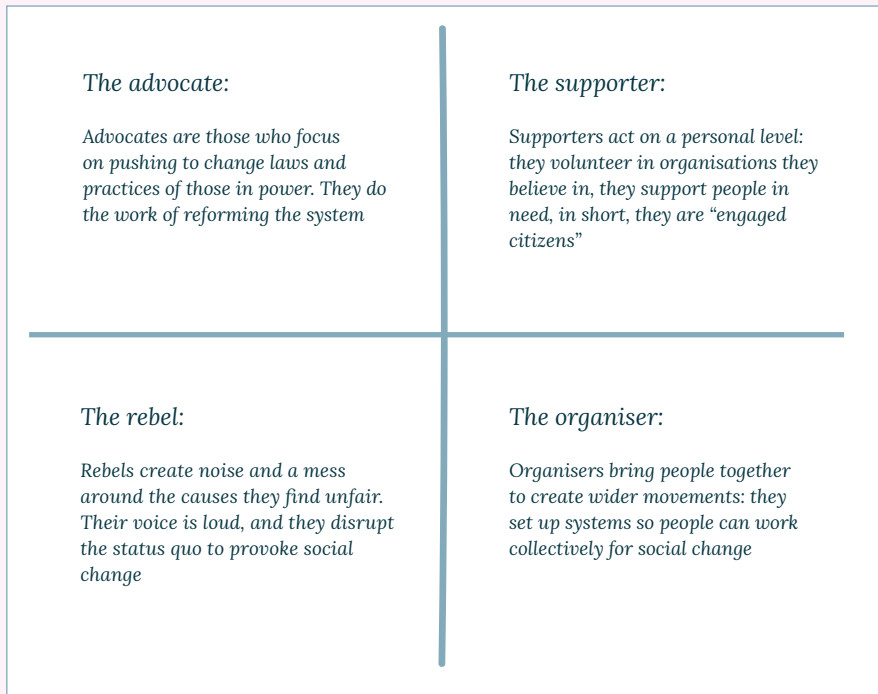 The advocate:
Advocates are those who focus
on pushing to change laws and
practices of those in power. They do
the work of reforming the system
The supporter:
Supporters act on a personal level:
they volunteer in organisations they
believe in, they support people in
need, in short, they are “engaged
citizens”
The rebel:
Rebels create noise and a mess
around the causes they find unfair.
Their voice is loud, and they disrupt
the status quo to provoke social
change
The organiser:
Organisers bring people together
to create wider movements: they
set up systems so people can work
collectively for social change